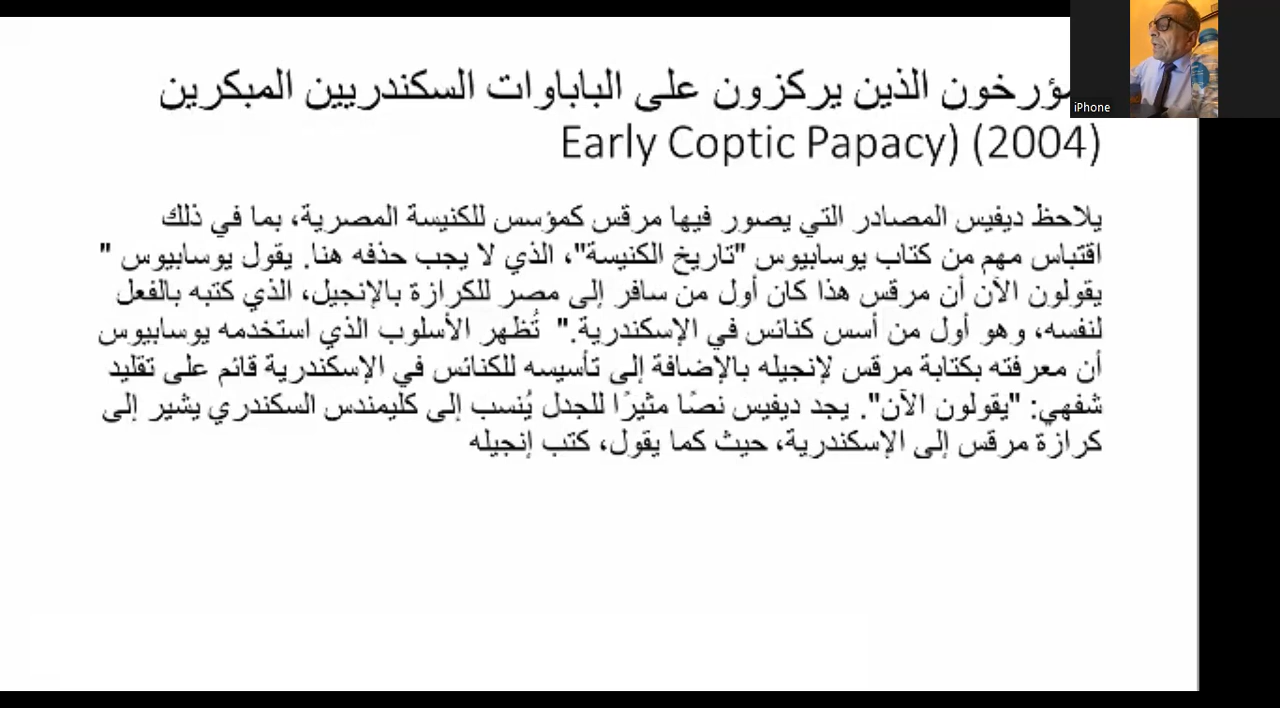 ـؤرخون الذين يركزون على الباباوات السكندريين المبكرين
Early Coptic Papacy) (2004)
يلاحظ ديفيس المصادر التي يصور فيها مرقس كمؤسس للكنيسة المصرية، بما في ذلك
اقتباس مهم من كتاب يوسابيوس "تاريخ الكنيسة"، الذي لا يجب حذفه هنا. يقول يوسابيوس "
يقولون الآن أن مرقس هذا كان أول من سافر إلى مصر للكرازة بالإنجيل، الذي كتبه بالفعل
لنفسه، وهو أول من أسس كنائس في الإسكندرية." تُظهر الأسلوب الذي استخدمه يوسابيوس
أن معرفته بكتابة مرقس لإنجيله بالإضافة إلى تأسيسه للكنائس في الإسكندرية قائم على تقليد
شفهي: "يقولون الآن". يجد ديفيس نصًا مثيرًا للجدل يُنسب إلى كليمندس السكندري يشير إلى
كرازة مرقس إلى الإسكندرية، حيث كما يقول، كتب إنجيله
iPhone